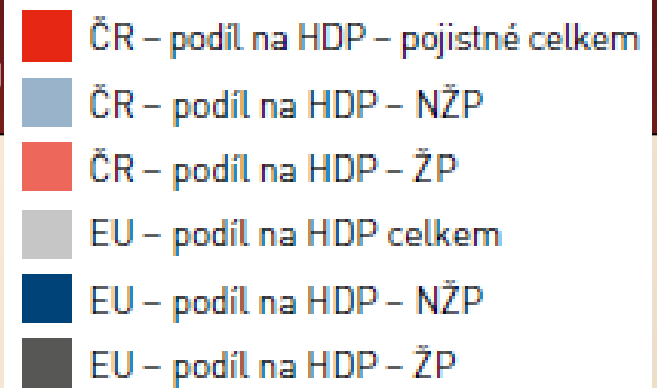 ČR – podíl na HDP – pojistné celkem
ČR – podíl na HDP – NŽP
ČR – podíl na HDP – ŽP
EU – podíl na HDP celkem
EU – podíl na HDP – NŽP
EU – podíl na HDP – ŽP